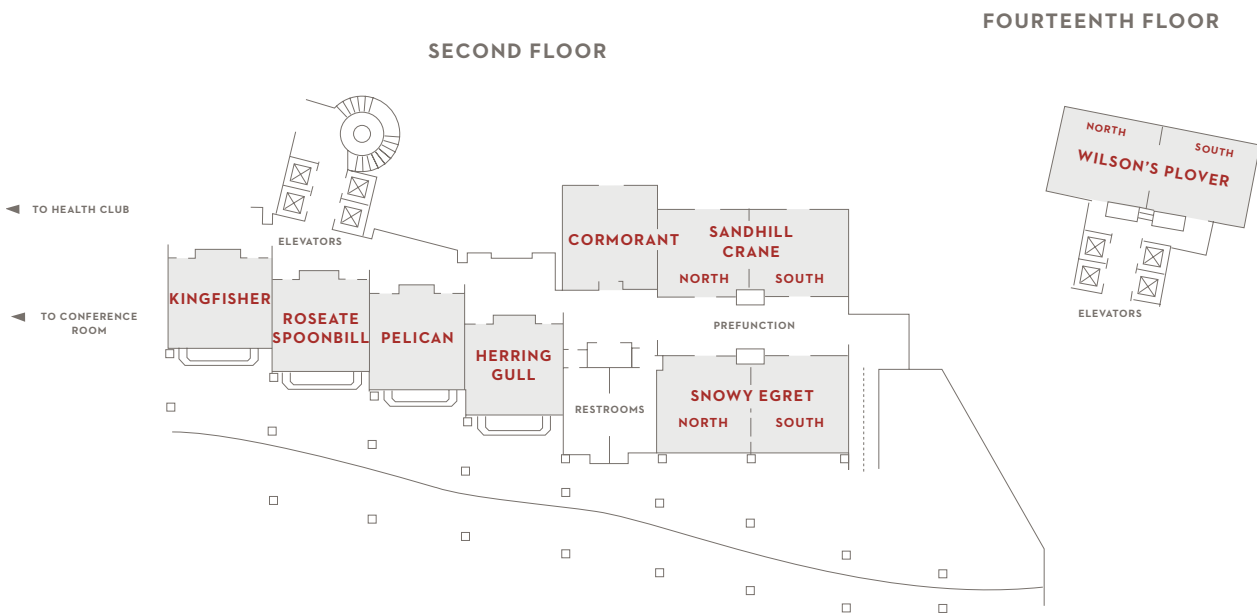 FOURTEENTH FLOOR
SECOND FLOOR
NORTH
SOUTH
WILSON'S PLOVER
ELEVATORS
TO HEALTH CLUB
ELEVATORS
CORMORANT
SANDHILL
CRANE
NORTH
SOUTH
KINGFISHER
TO CONFERENCE
ROOM
ROSEATE
SPOONBILL
PELICAN
PREFUNCTION
HERRING
GULL
RESTROOMS
SNOWY EGRET
NORTH
SOUTH